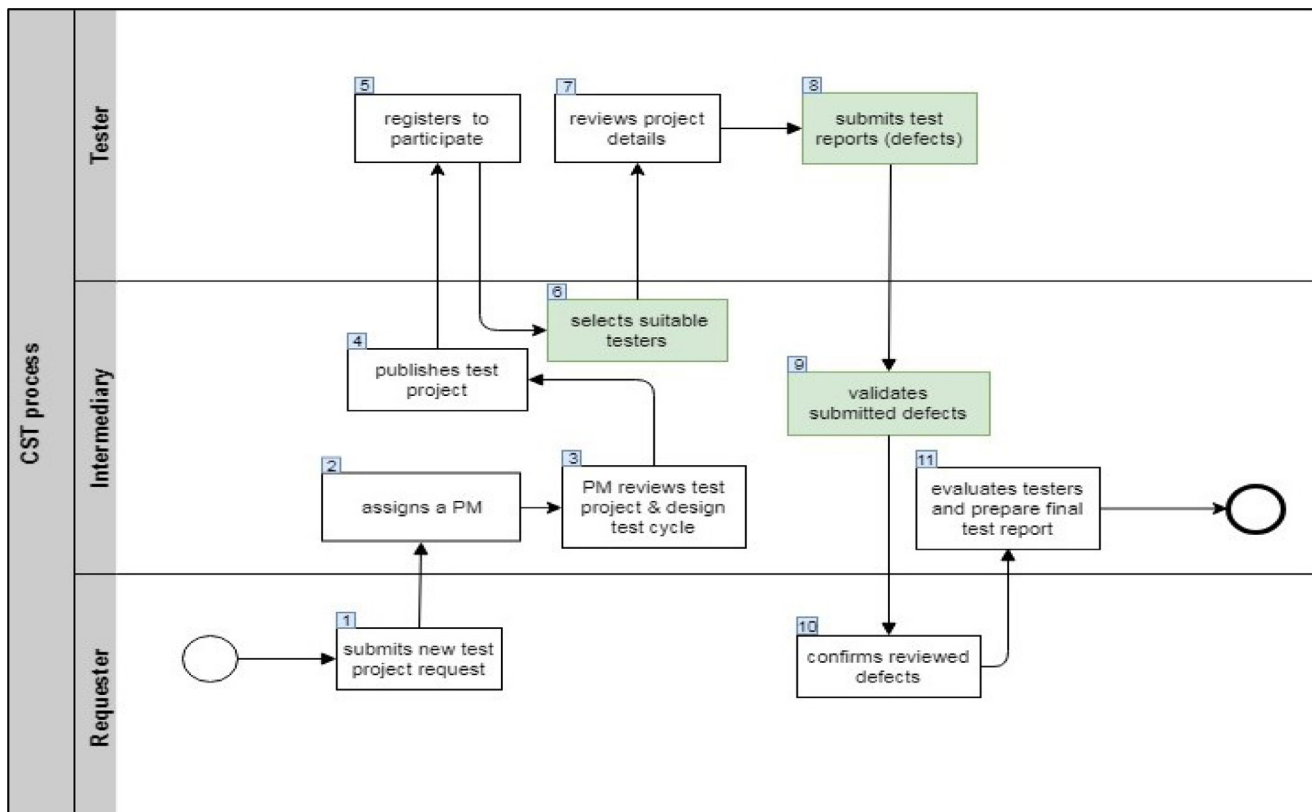 CST process
Tester
5
registers to
participate
7
reviews project
details
8
submits test
reports (defects)
Intermediary
6
selects suitable
testers
4
publishes test
project
9
validates
submitted defects
2
assigns a PM
3
PM reviews test
project & design
test cycle
11
evaluates testers
and prepare final
test report
Requester
1
submits new test
project request
10
confirms reviewed
defects